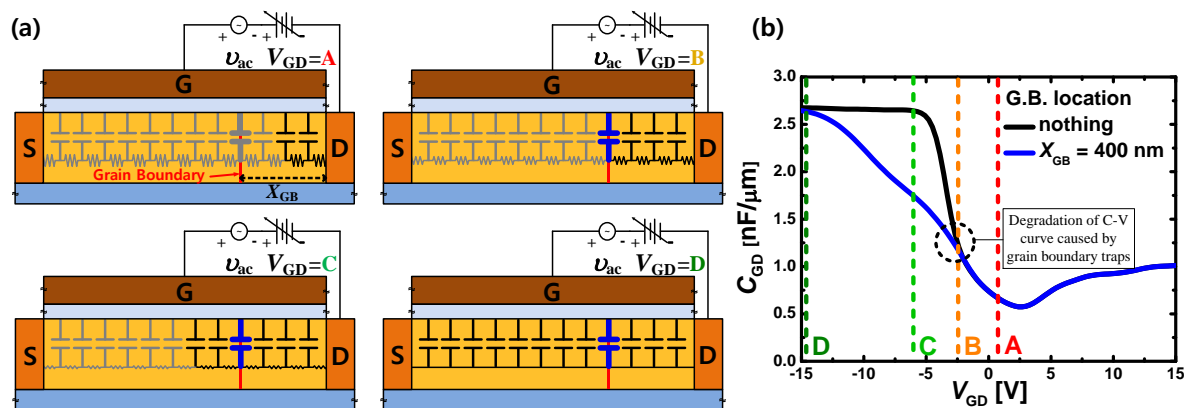 (a)
+ - + -
υac VGD=A
G
S
D
Grain Boundary
XGB
+ - + -
υac VGD=B
G
S
D
+ - + -
υac VGD=C
G
S
D
+ - + -
υac VGD=D
G
S
D
(b)
CGD [nF/μm]
3.0
2.5
2.0
1.5
1.0
0.5
0.0
G.B. location
nothing
XGB = 400 nm
Degradation of C-V
curve caused by
grain boundary traps
D C B A
-15 -10 -5 0 5 10 15
VGD [V]